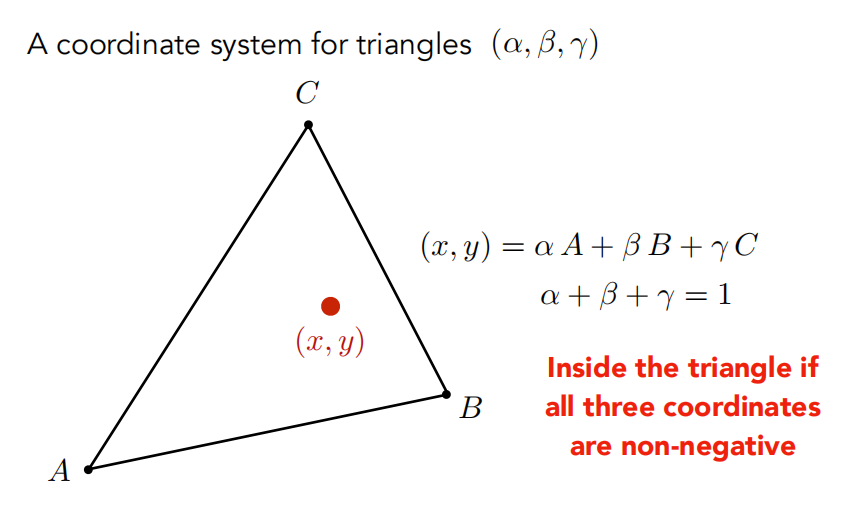 A coordinate system for triangles (α, β, γ)
C
(x, y) = α A + β B + γ C
α + β + γ = 1
(x, y)
Inside the triangle if
all three coordinates
are non-negative
B
A